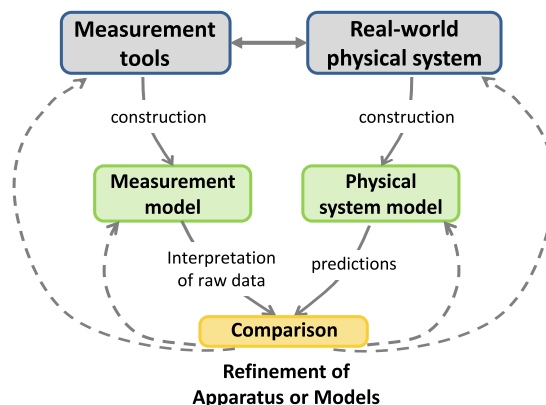 Measurement
tools
Real-world
physical system
construction
construction
Measurement
model
Physical
system model
Interpretation
of raw data
predictions
Comparison
Refinement of
Apparatus or Models